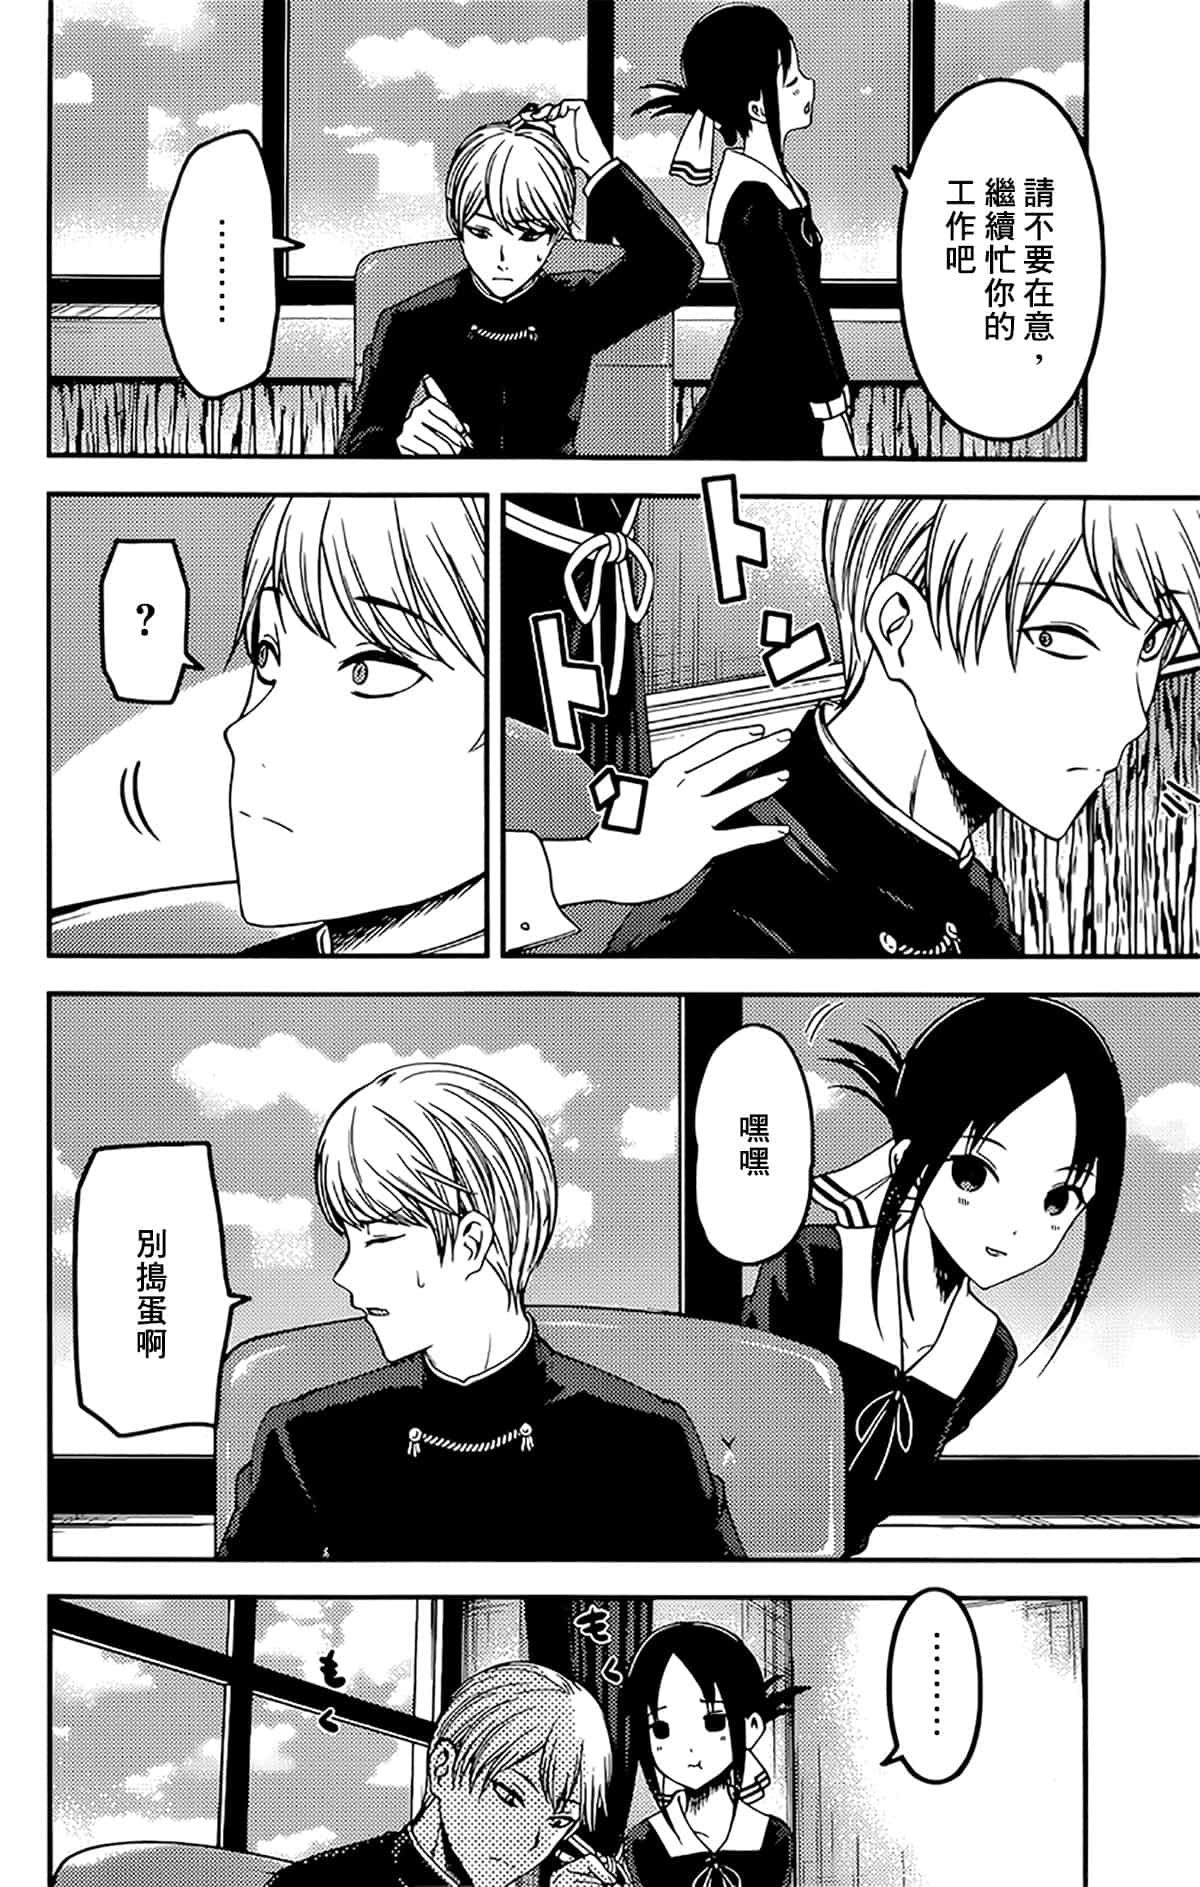 請不要在意，
繼續忙你的
工作吧
………
トントン
？
嘿嘿
別搗蛋啊
………
もく
もく